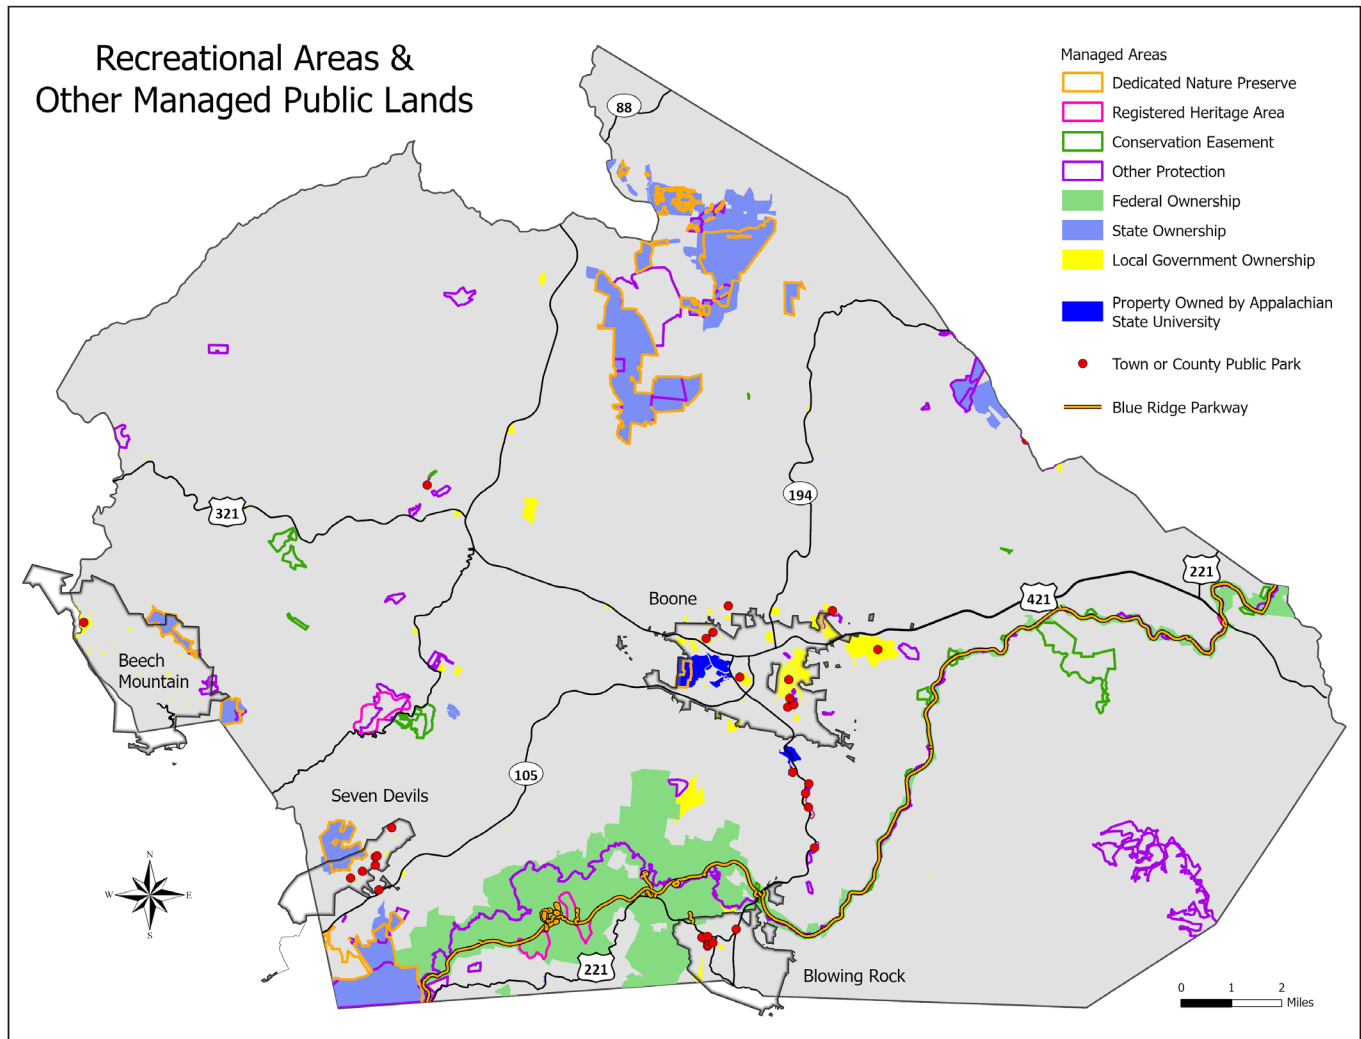 Recreational Areas &
Other Managed Public Lands
Managed Areas
Dedicated Nature Preserve
Registered Heritage Area
Conservation Easement
Other Protection
Federal Ownership
State Ownership
Local Government Ownership
Property Owned by Appalachian
State University
Town or County Public Park
Blue Ridge Parkway
88
194
321
221
421
Boone
Beech
Mountain
105
Seven Devils
N
W
E
S
221
Blowing Rock
0 1 2
Miles